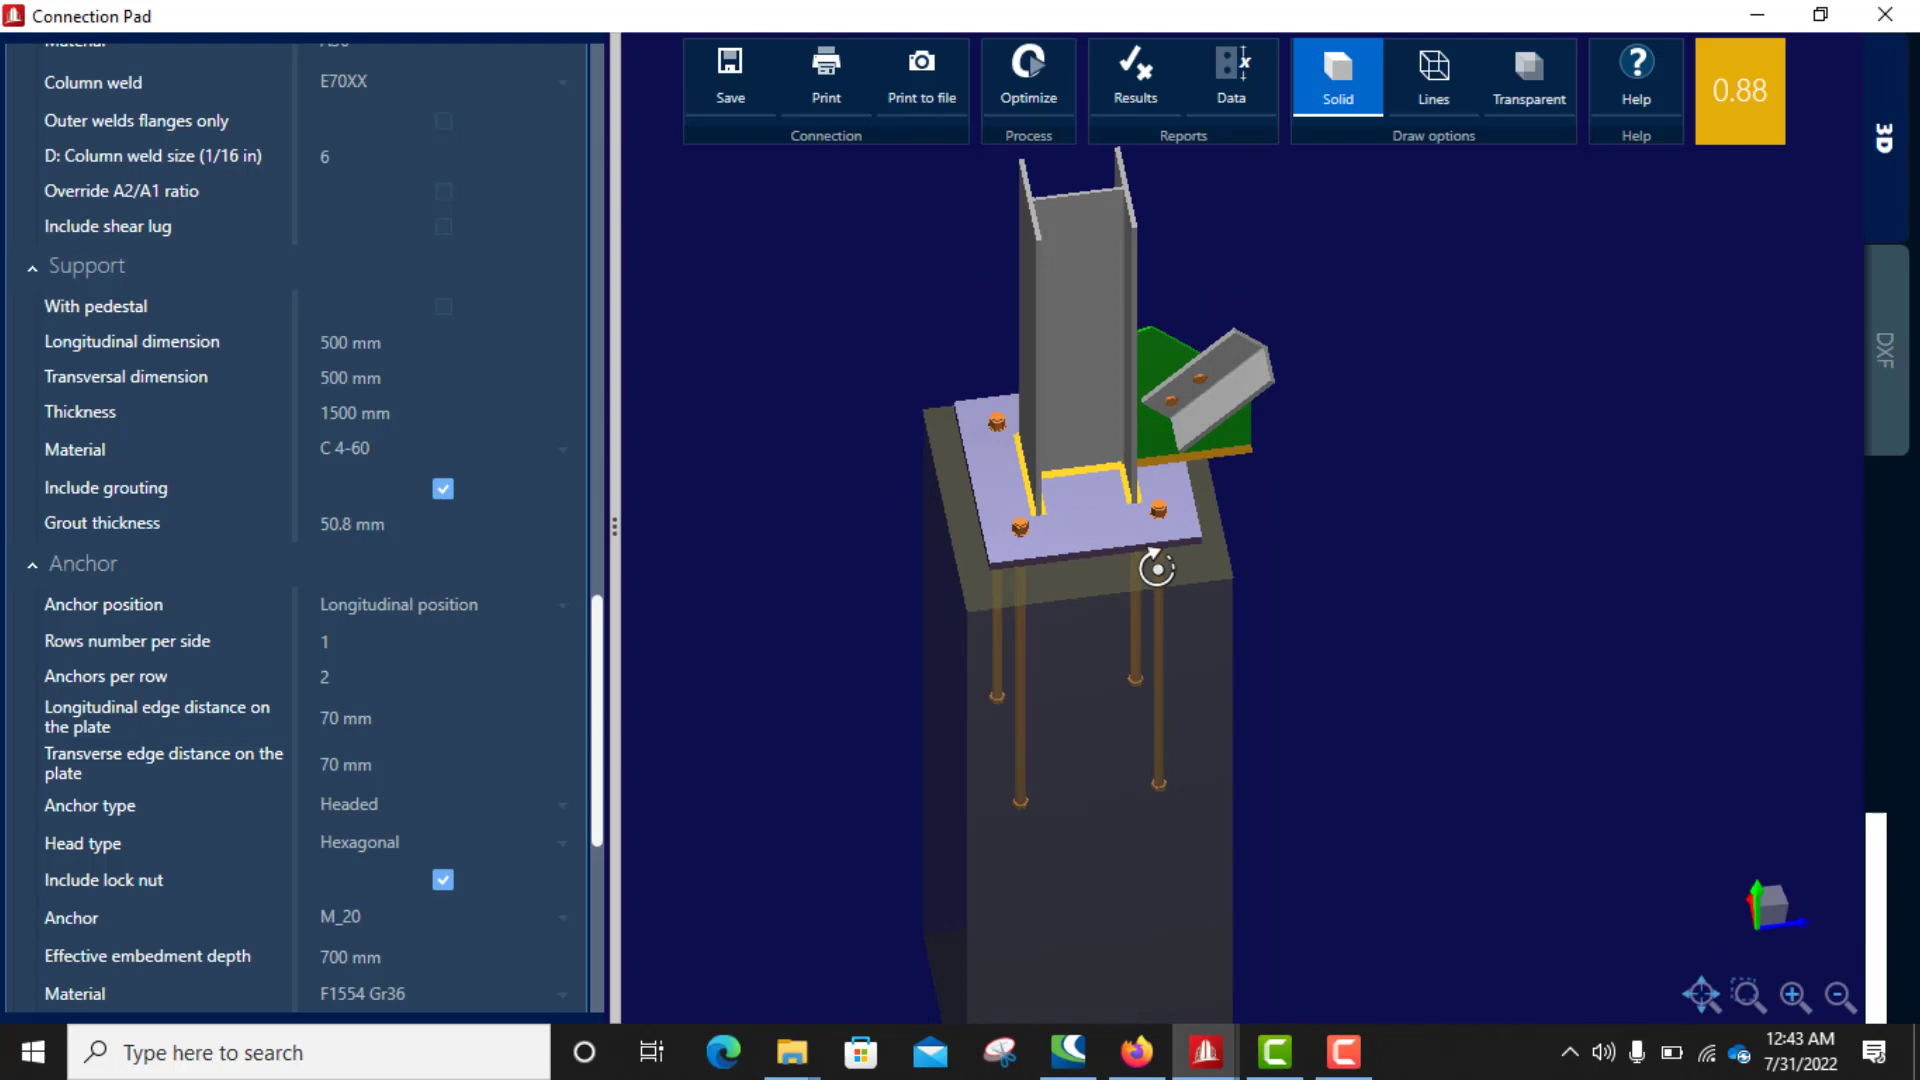 Connection Pad
Column weld
E70XX
Outer welds flanges only
D: Column weld size (1/16 in)
6
Override A2/A1 ratio
Include shear lug
Support
With pedestal
Longitudinal dimension
500 mm
Transversal dimension
500 mm
Thickness
1500 mm
Material
C 4-60
Include grouting
Grout thickness
50.8 mm
Anchor
Anchor position
Longitudinal position
Rows number per side
1
Anchors per row
2
Longitudinal edge distance on
the plate
70 mm
Transverse edge distance on the
plate
70 mm
Anchor type
Headed
Head type
Hexagonal
Include lock nut
Anchor
M_20
Effective embedment depth
700 mm
Material
F1554 Gr36
Save
Print
Print to file
Connection
Optimize
Process
Results
Data
Reports
Solid
Lines
Transparent
Draw options
Help
Help
0.88
3D
DXF
Type here to search
12:43 AM
7/31/2022